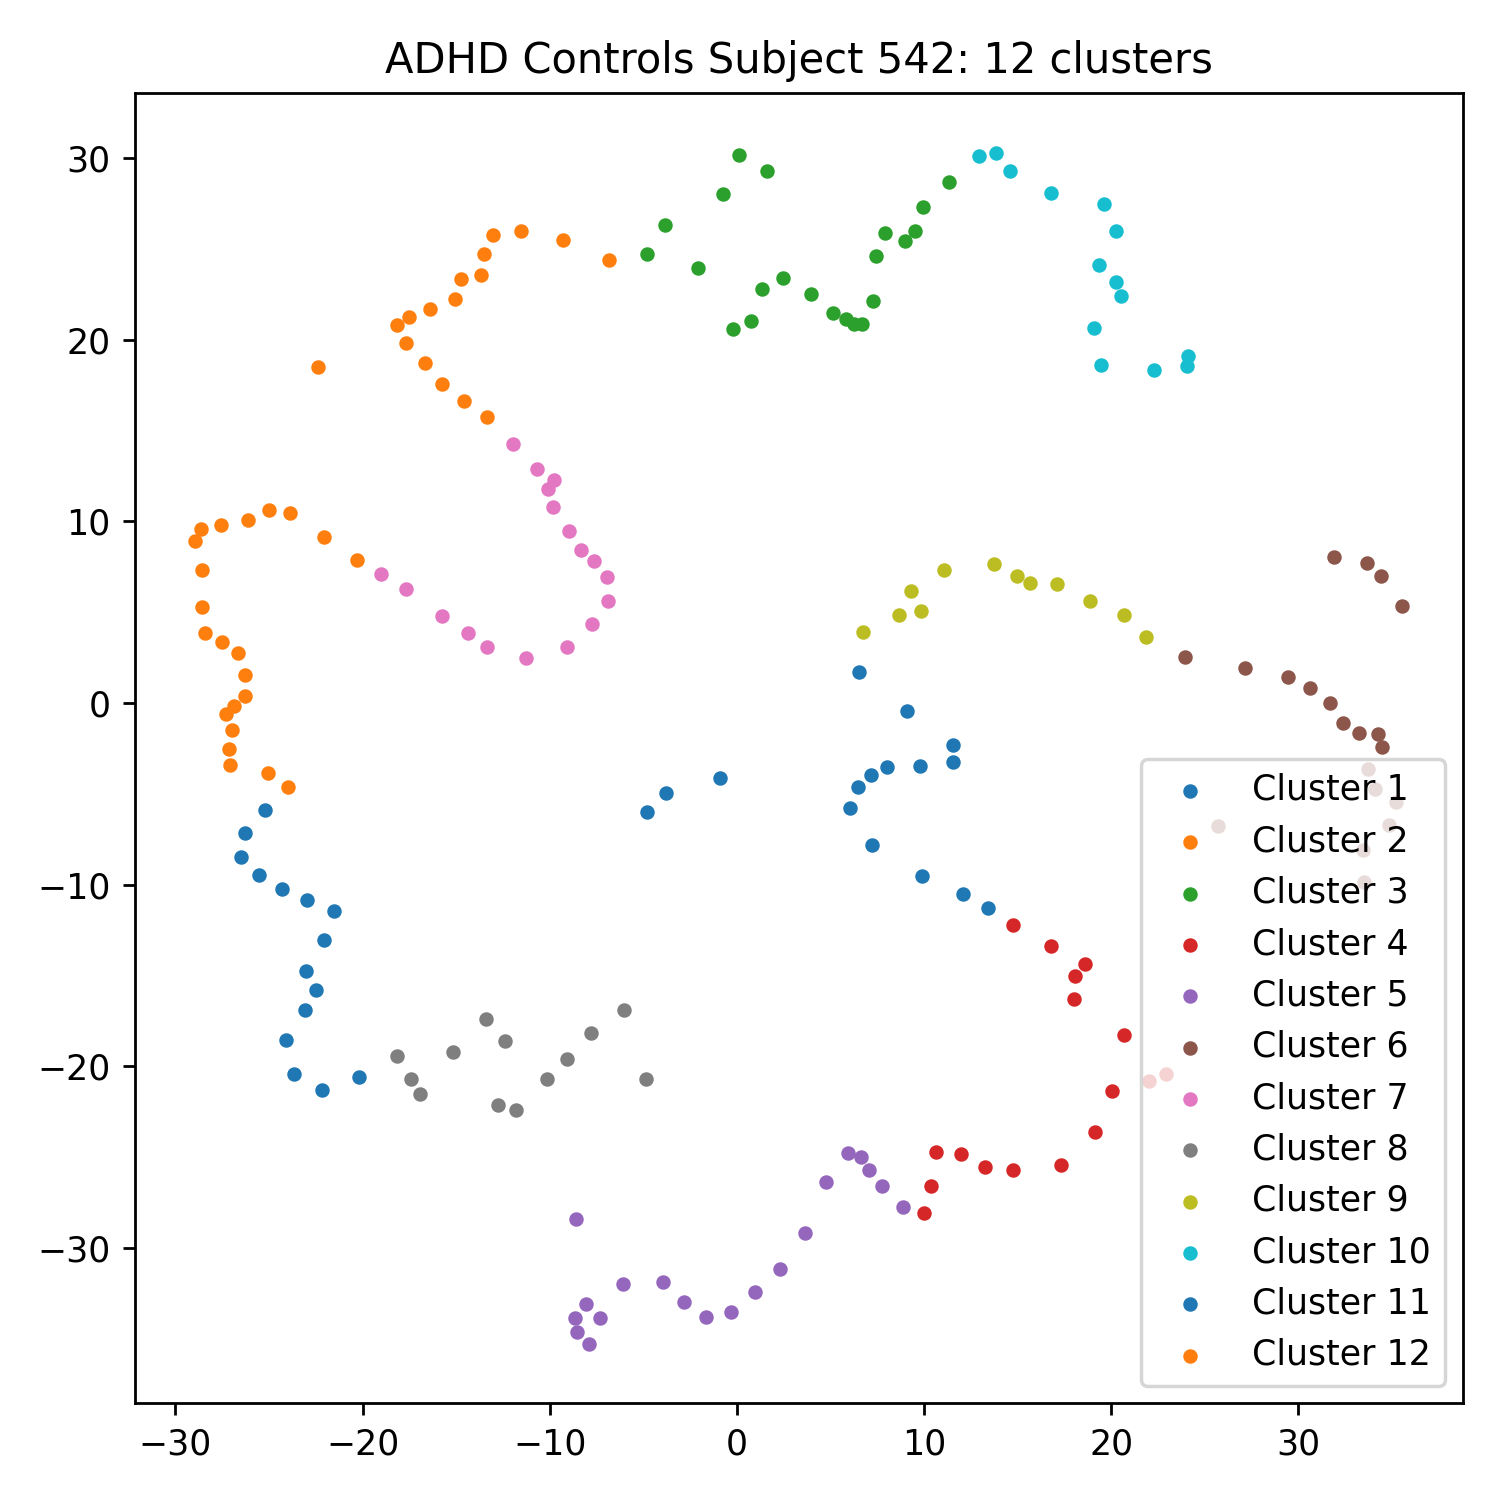 ADHD Controls Subject 542: 12 clusters
30
20
10
0
−10
−20
−30
−30 −20 −10 0 10 20 30
Cluster 1
Cluster 2
Cluster 3
Cluster 4
Cluster 5
Cluster 6
Cluster 7
Cluster 8
Cluster 9
Cluster 10
Cluster 11
Cluster 12